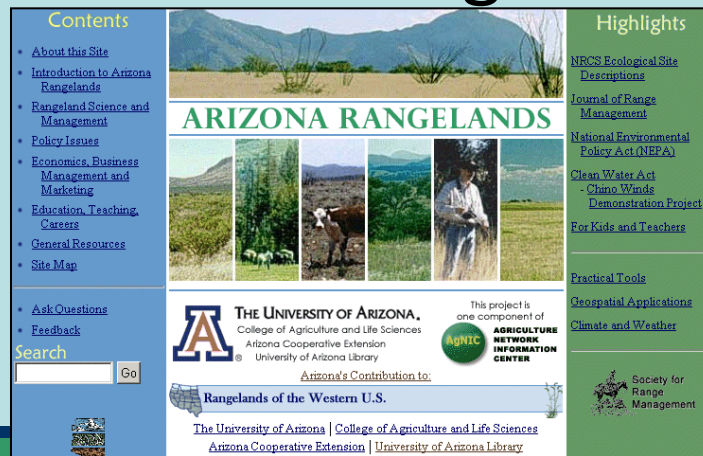 Contents
About this Site
Introduction to Arizona
Rangelands
Rangeland Science and
Management
Policy Issues
Economics, Business
Management and
Marketing
Education, Teaching,
Careers
General Resources
Site Map
Ask Questions
Feedback
Search
Go
ARIZONA RANGELANDS
THE UNIVERSITY OF ARIZONA.
College of Agriculture and Life Sciences
Arizona Cooperative Extension
University of Arizona Library
This project is
one component of
AgNIC
AGRICULTURE
NETWORK
INFORMATION
CENTER
Arizona's Contribution to:
Rangelands of the Western U.S.
The University of Arizona | College of Agriculture and Life Sciences
Arizona Cooperative Extension | University of Arizona Library
Highlights
NRCS Ecological Site
Descriptions
Journal of Range
Management
National Environmental
Policy Act (NEPA)
Clean Water Act
- Chino Winds
Demonstration Project
For Kids and Teachers
Practical Tools
Geospatial Applications
Climate and Weather
Society for
Range
Management